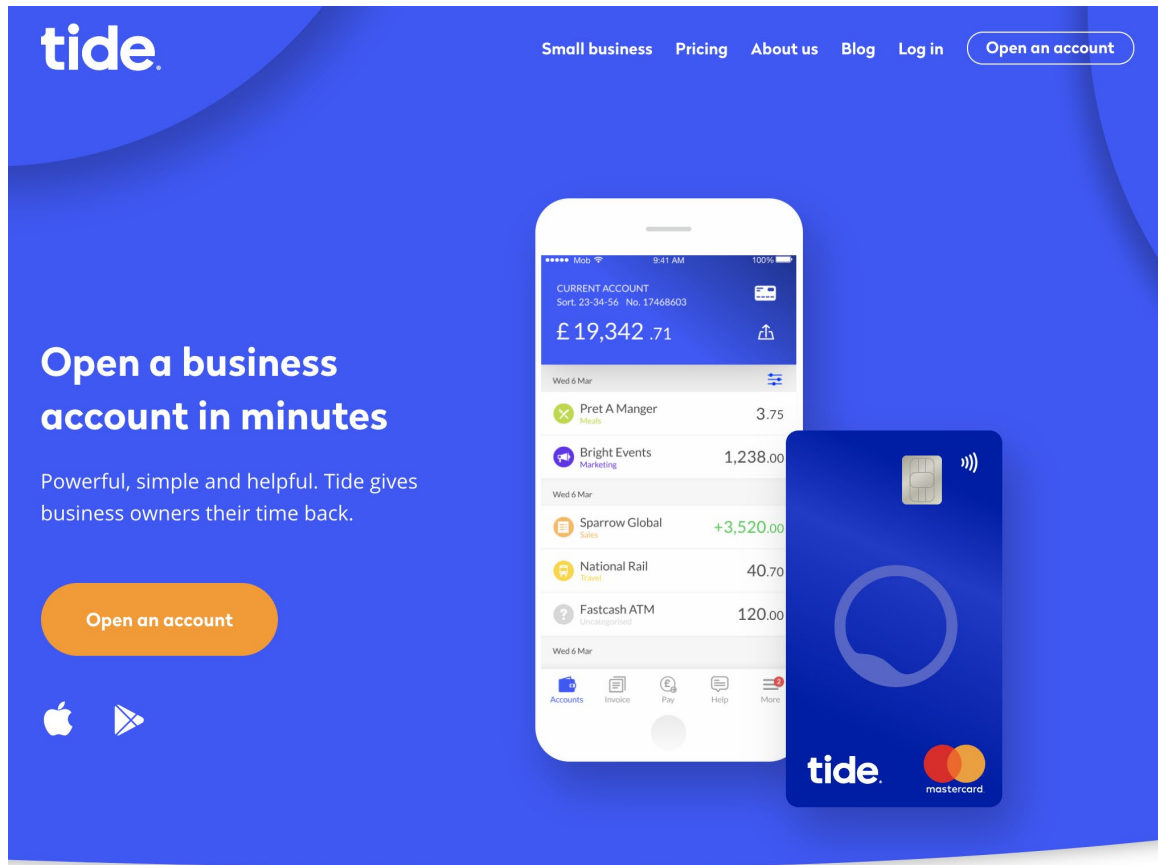 tide.
Small business Pricing About us Blog Log in Open an account
Open a business
account in minutes
Powerful, simple and helpful. Tide gives
business owners their time back.
Open an account
Mob 9:41 AM 100%
CURRENT ACCOUNT
Sort. 23-34-56 No. 17468603
£19,342.71
Wed 6 Mar
Pret A Manger 3.75
Meals
Bright Events 1,238.00
Marketing
Wed 6 Mar
Sparrow Global +3,520.00
Sales
National Rail 40.70
Travel
? Fastcash ATM 120.00
Uncategorised
Wed 6 Mar
2
Accounts Invoice Pay Help More
tide.
mastercard.